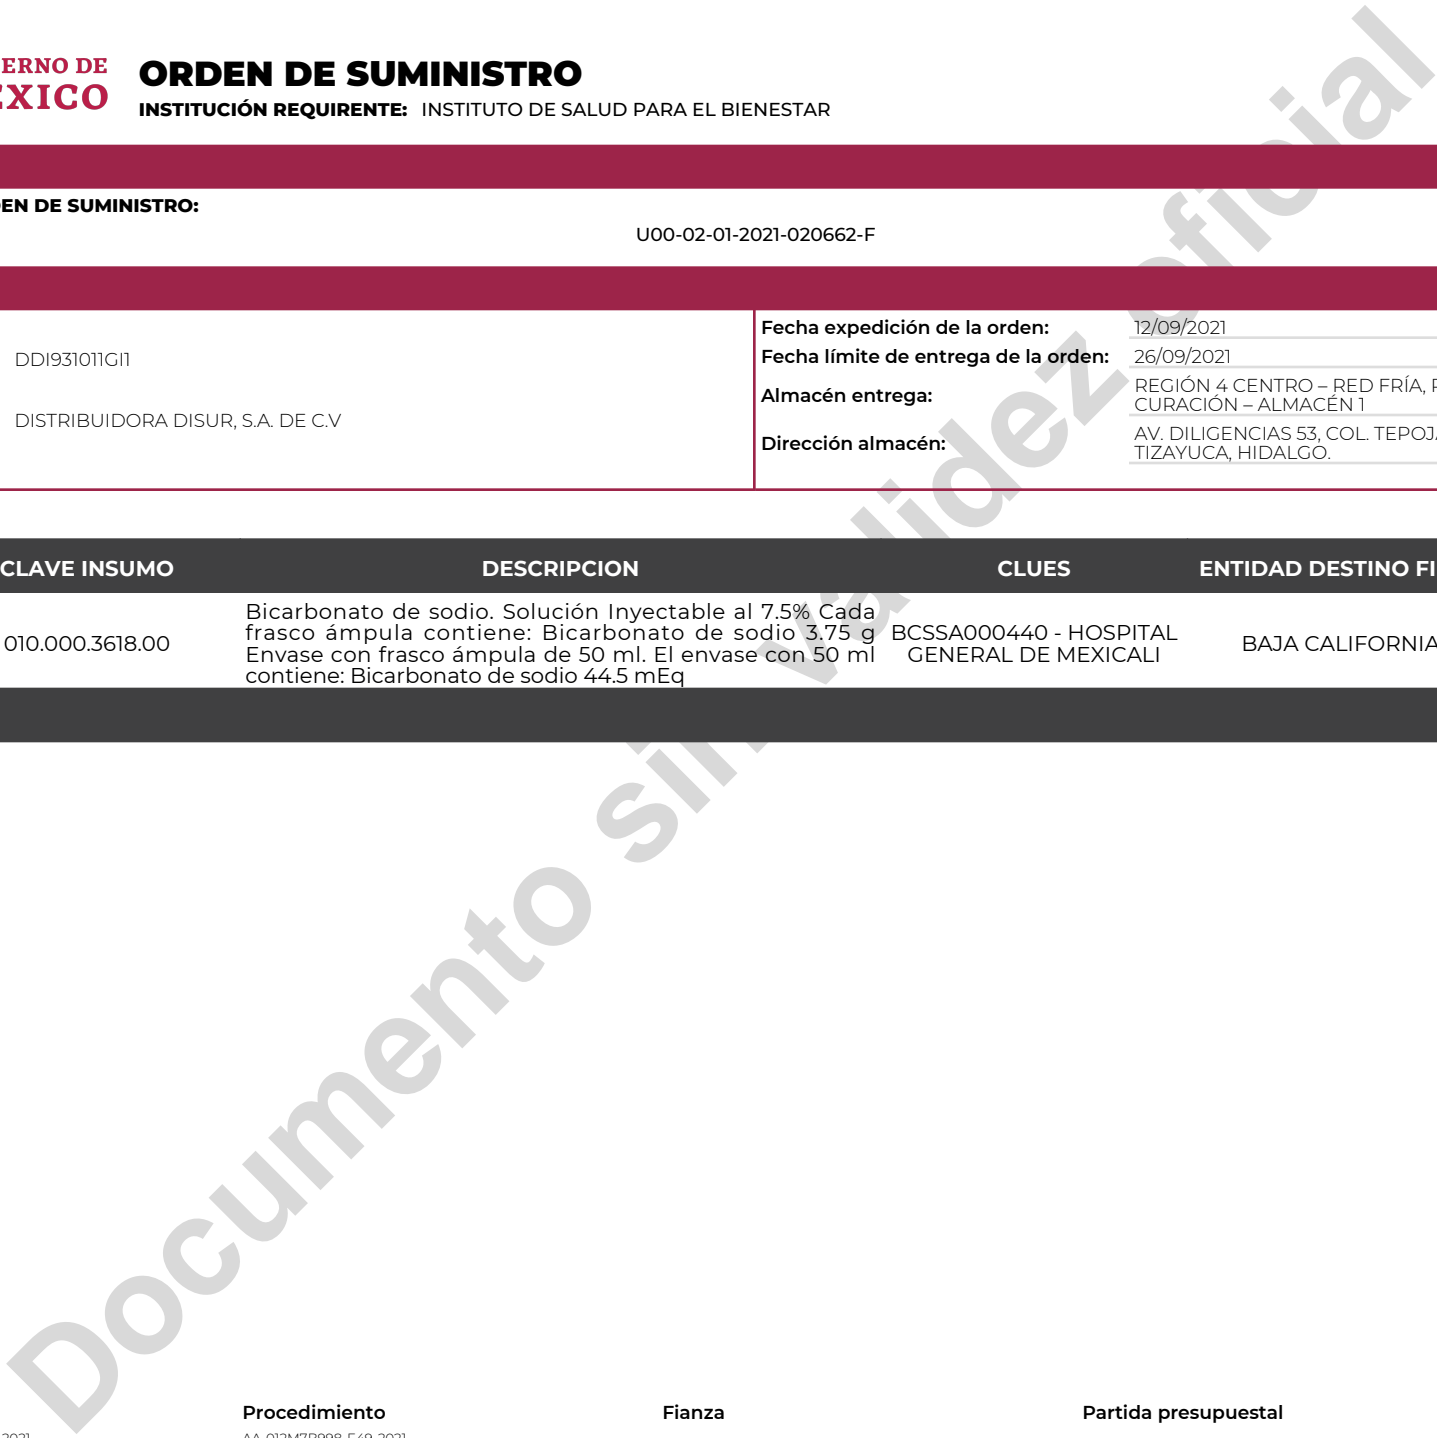 ERNO DE
ÉXICO
ORDEN DE SUMINISTRO
INSTITUCIÓN REQUIRENTE: INSTITUTO DE SALUD PARA EL BIENESTAR
EN DE SUMINISTRO:
U00-02-01-2021-020662-F
DDI931011GI1
DISTRIBUIDORA DISUR, S.A. DE C.V
Fecha expedición de la orden: 12/09/2021
Fecha límite de entrega de la orden: 26/09/2021
Almacén entrega: REGIÓN 4 CENTRO – RED FRÍA,
CURACIÓN – ALMACÉN 1
Dirección almacén: AV. DILIGENCIAS 53, COL. TEPOJA
TIZAYUCA, HIDALGO.
CLAVE INSUMO DESCRIPCION CLUES ENTIDAD DESTINO FI
010.000.3618.00
Bicarbonato de sodio. Solución Inyectable al 7.5% Cada
frasco ámpula contiene: Bicarbonato de sodio 3.75 g
Envase con frasco ámpula de 50 ml. El envase con 50 ml
contiene: Bicarbonato de sodio 44.5 mEq
BCSSA000440 - HOSPITAL
GENERAL DE MEXICALI
BAJA CALIFORNIA
Documento sin validez oficial
Procedimiento Fianza Partida presupuestal